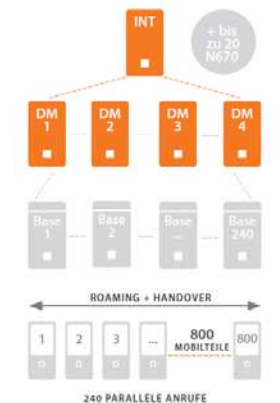 INT
+ bis
zu 20
N670
DM
1
DM
2
DM
3
DM
4
Base
1
Base
2
Base
...
Base
240
ROAMING + HANDOVER
1
2
3
...
800
MOBILTEILE
800
240 PARALLELE ANRUFE